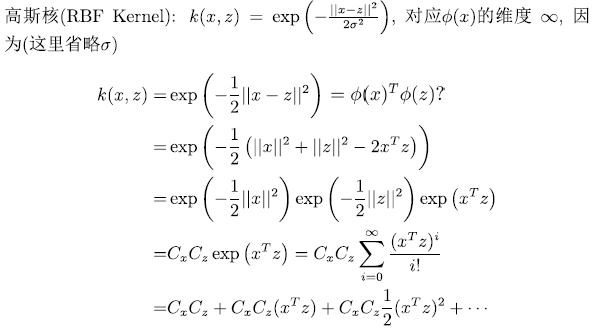 高斯核(RBF Kernel): k(x, z) = exp(−||x−z||²/2σ²), 对应ϕ(x)的维度 ∞, 因
为(这里省略σ)
k(x, z) = exp(−1/2||x − z||²) = ϕ(x)ᵀϕ(z)?
= exp(−1/2(||x||² + ||z||² − 2xᵀz))
= exp(−1/2||x||²) exp(−1/2||z||²) exp(xᵀz)
= CₓC_z exp(xᵀz) = CₓC_z ∑_{i=0}^{∞} (xᵀz)ⁱ/i!
= CₓC_z + CₓC_z(xᵀz) + CₓC_z 1/2(xᵀz)² + ⋯